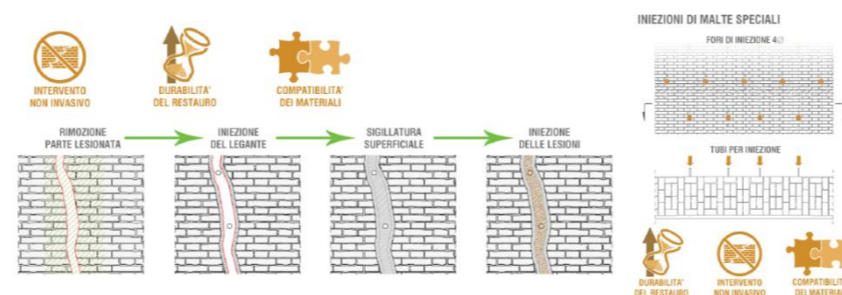 INTERVENTO
NON INVASIVO
DURABILITA'
DEL RESTAURO
COMPATIBILITA'
DEI MATERIALI
RIMOZIONE
PARTE LESIONATA
INIEZIONE
DEL LEGANTE
SIGILLATURA
SUPERFICIALE
INIEZIONE
DELLE LESIONI
INIEZIONI DI MALTE SPECIALI
FORI DI INIEZIONE 4∅
TUBI PER INIEZIONE
DURABILITA'
DEL RESTAURO
INTERVENTO
NON INVASIVO
COMPATIBILITA
DEI MATERIALI